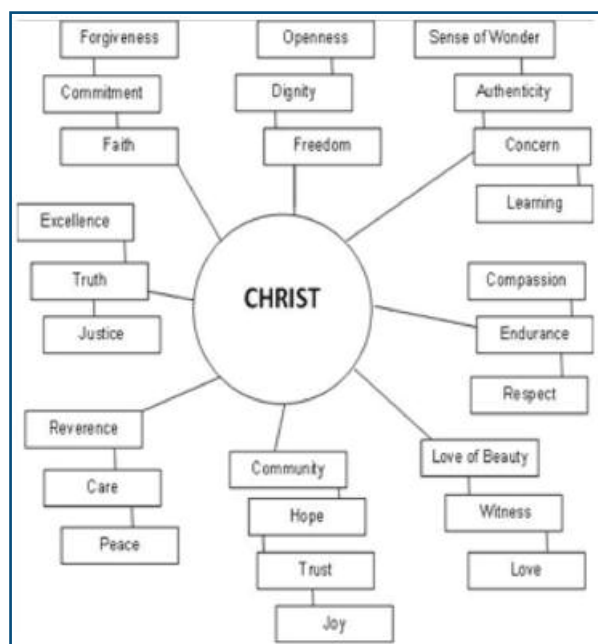 Forgiveness
Commitment
Faith
Openness
Dignity
Freedom
Sense of Wonder
Authenticity
Concern
Learning
Excellence
Truth
Justice
CHRIST
Compassion
Endurance
Respect
Reverence
Care
Peace
Community
Hope
Trust
Joy
Love of Beauty
Witness
Love